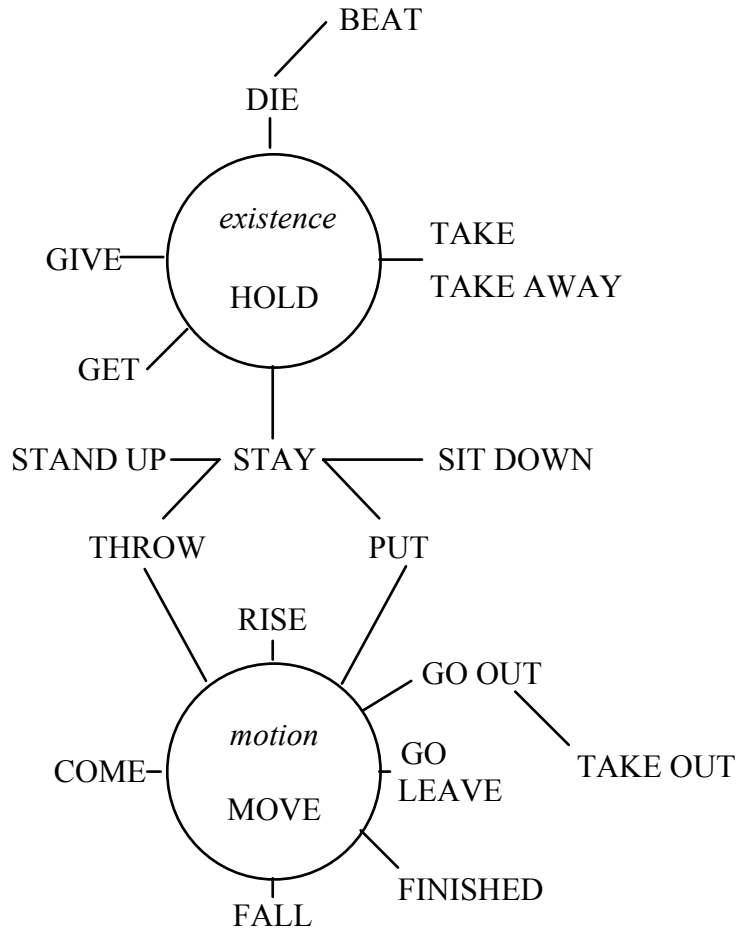 BEAT
DIE
existence
GIVE
HOLD
TAKE
TAKE AWAY
GET
STAND UP
STAY
SIT DOWN
THROW
PUT
RISE
GO OUT
motion
COME
GO
LEAVE
TAKE OUT
MOVE
FINISHED
FALL